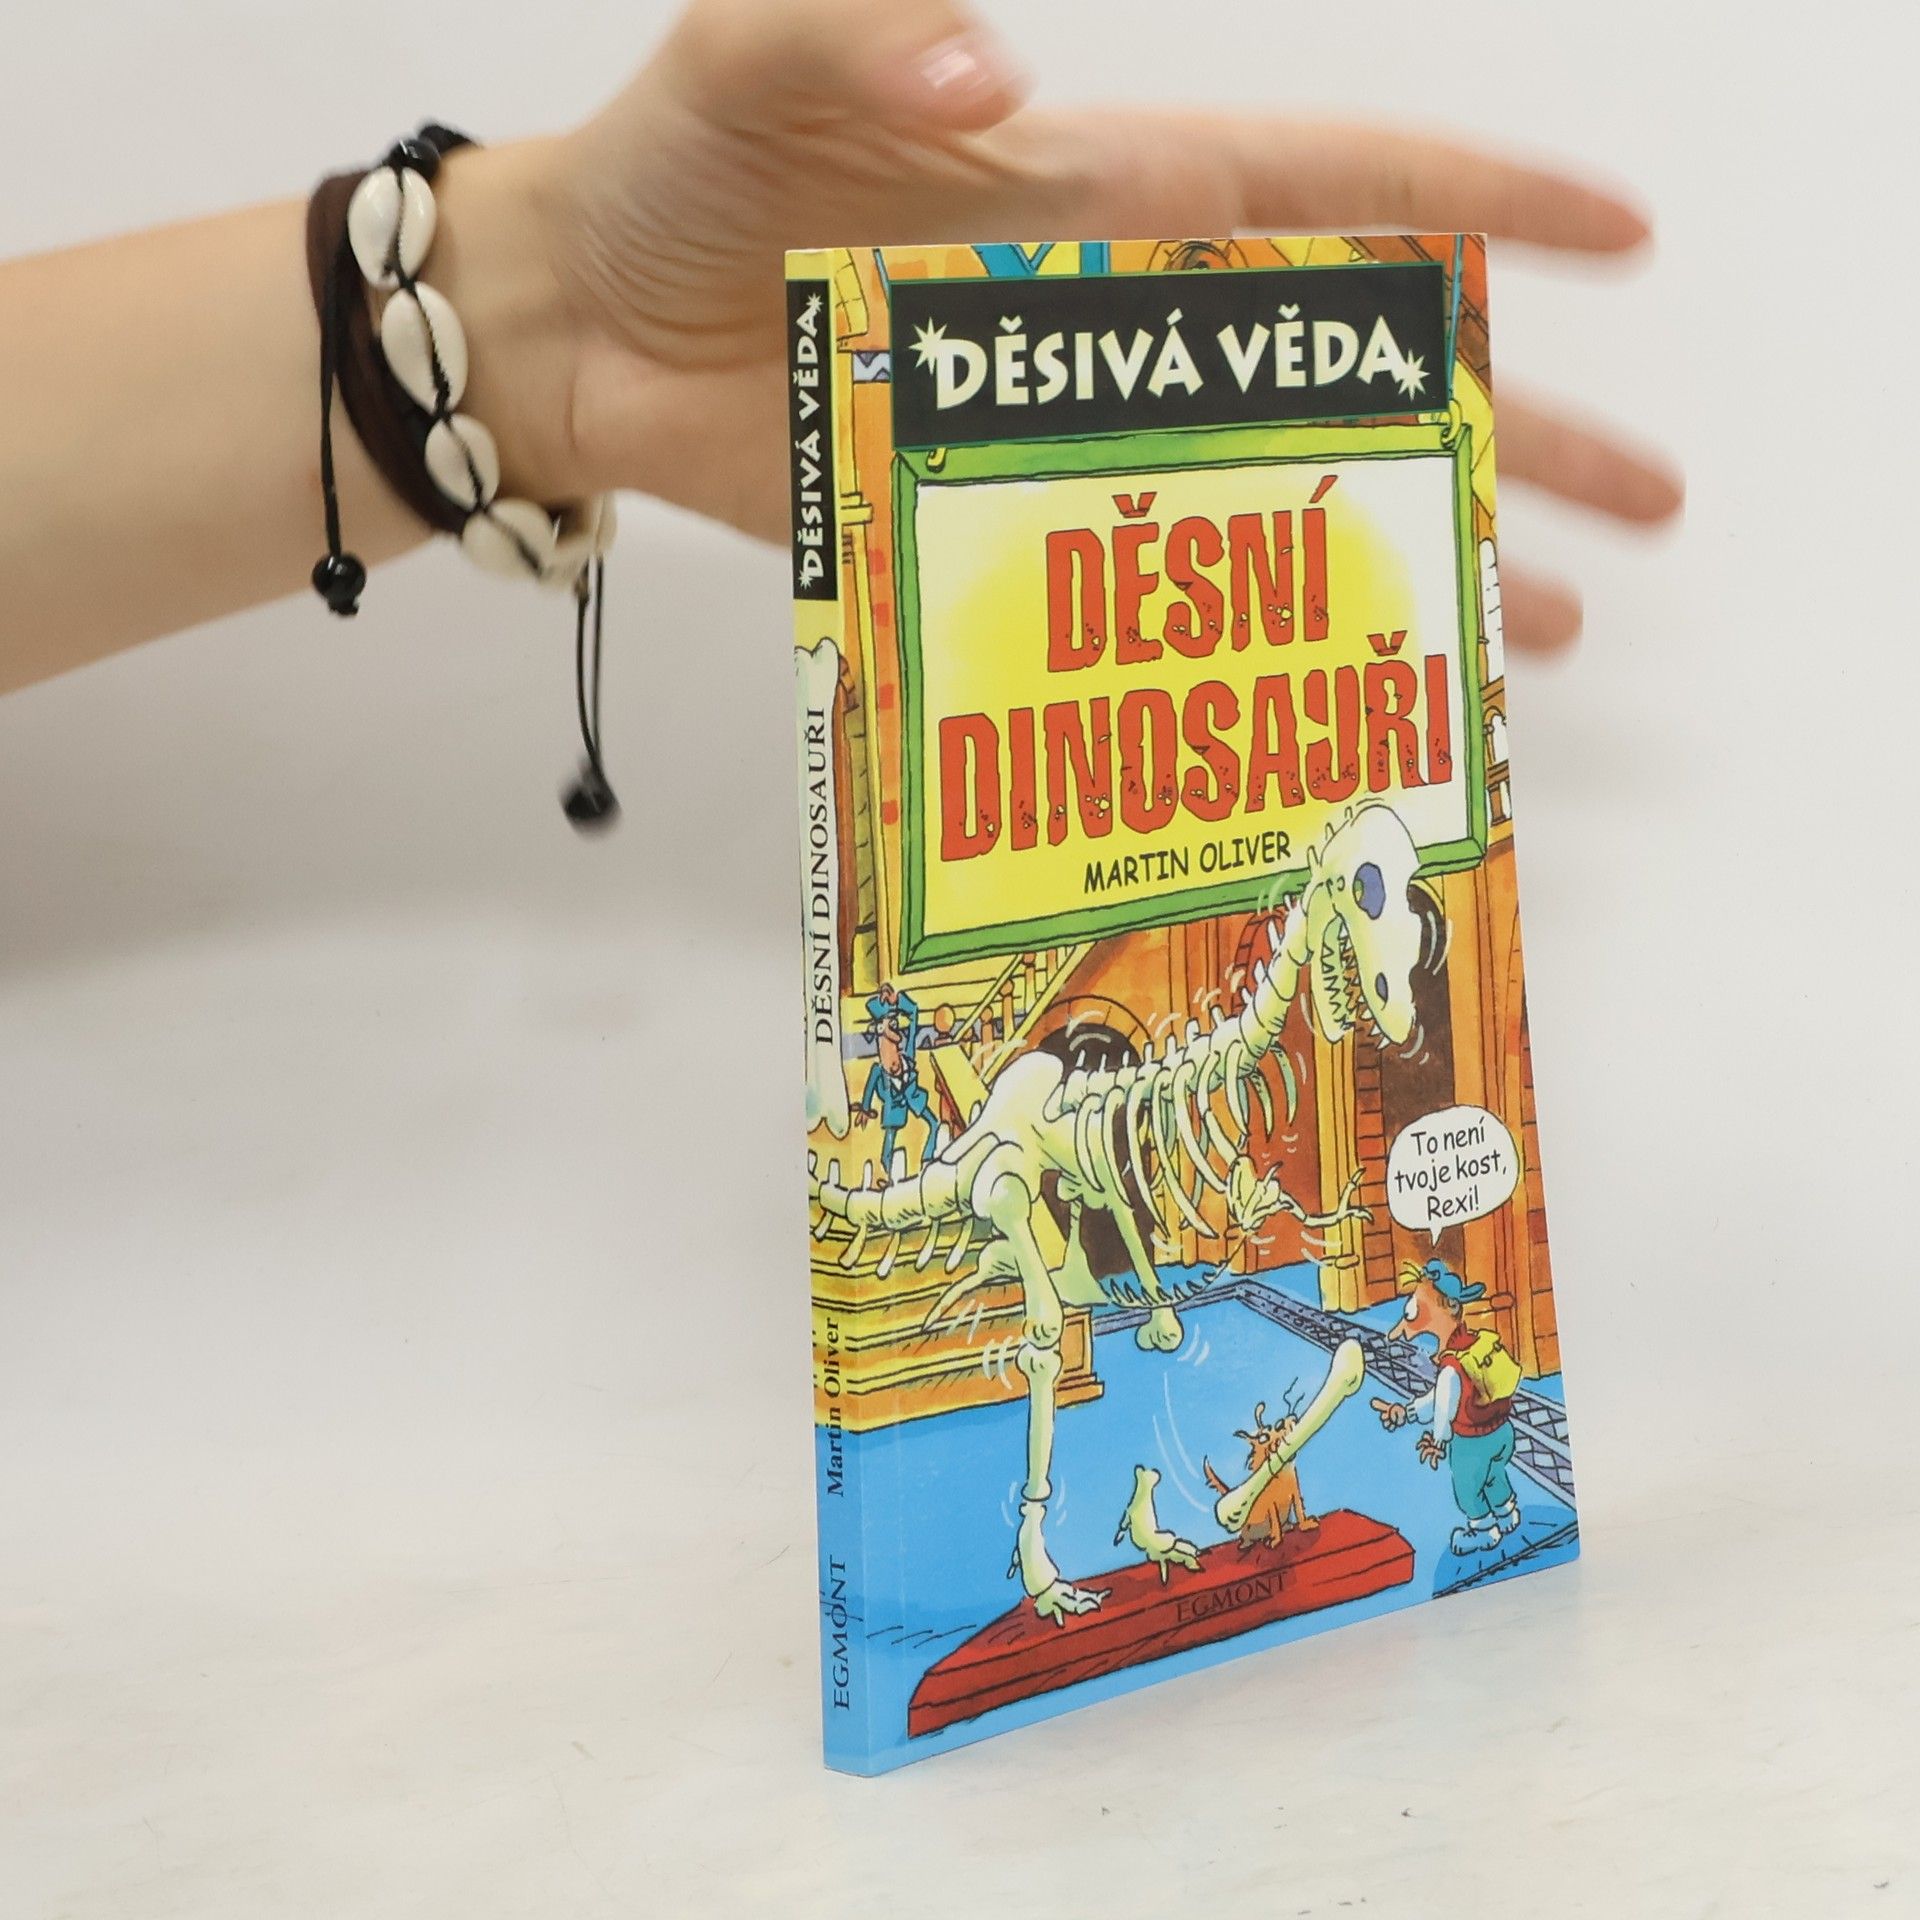 DĚSIVÁ VĚDA
DĚSNÍ DINOSAUŘI
Martin Oliver
EGMONT
DĚSIVÁ VĚDA
DĚSNÍ
DINOSAUŘI
MARTIN OLIVER
To není
tvoje kost,
Rexi!
EGMONT